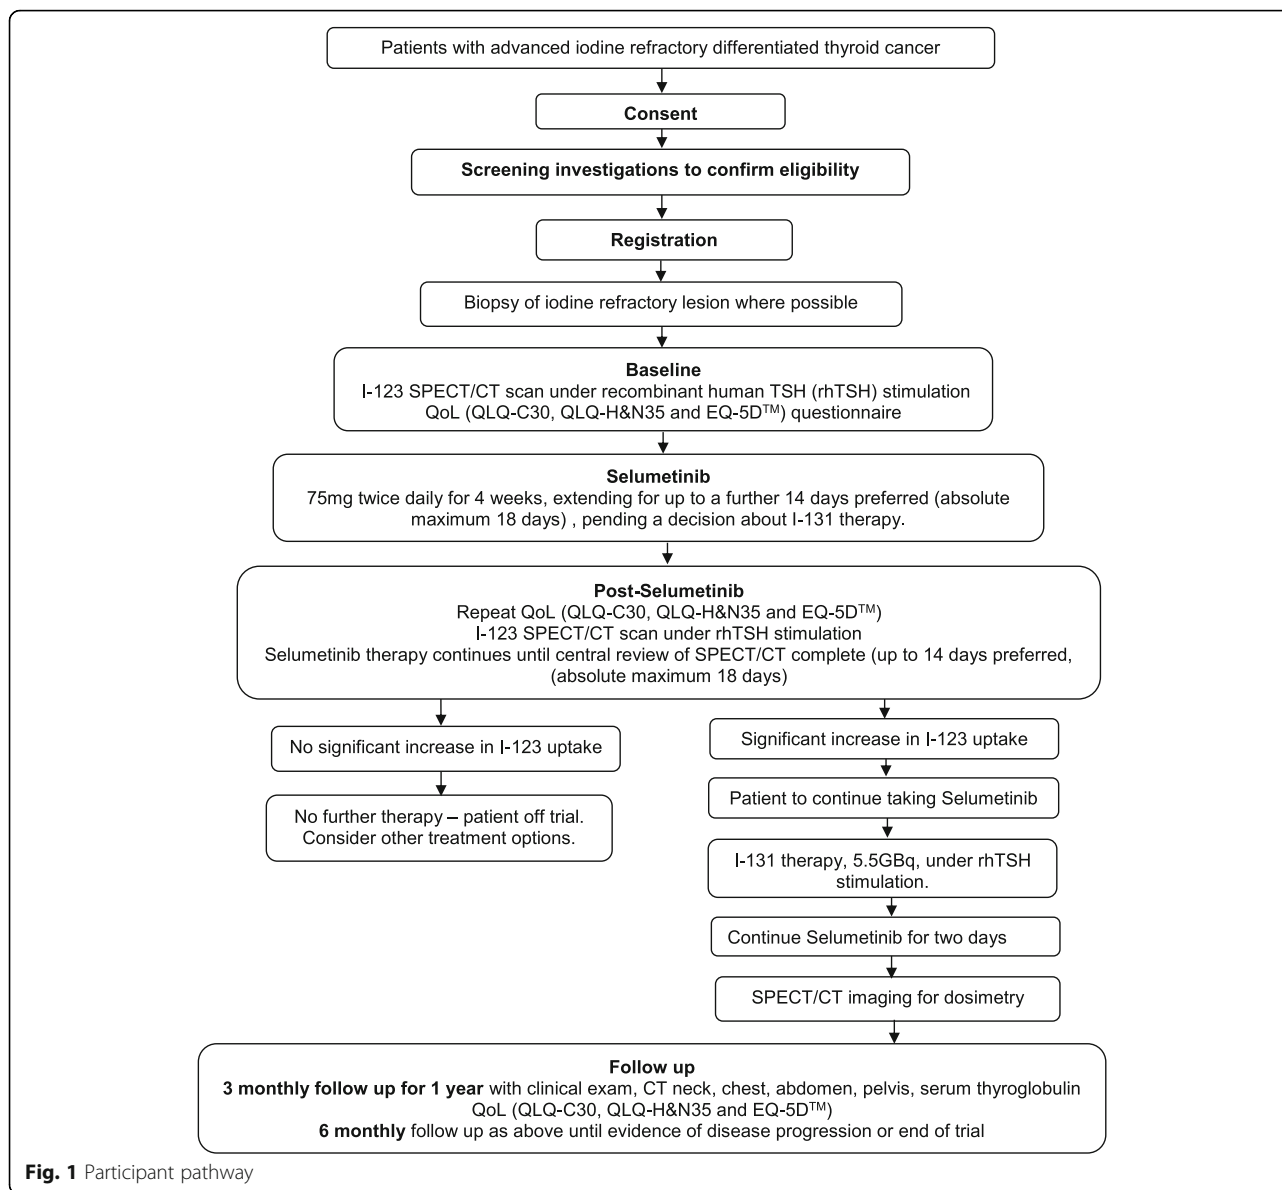 Patients with advanced iodine refractory differentiated thyroid cancer
Consent
Screening investigations to confirm eligibility
Registration
Biopsy of iodine refractory lesion where possible
Baseline
I-123 SPECT/CT scan under recombinant human TSH (rhTSH) stimulation
QoL (QLQ-C30, QLQ-H&N35 and EQ-5D™) questionnaire
Selumetinib
75mg twice daily for 4 weeks, extending for up to a further 14 days preferred (absolute
maximum 18 days) , pending a decision about I-131 therapy.
Post-Selumetinib
Repeat QoL (QLQ-C30, QLQ-H&N35 and EQ-5D™)
I-123 SPECT/CT scan under rhTSH stimulation
Selumetinib therapy continues until central review of SPECT/CT complete (up to 14 days preferred,
(absolute maximum 18 days)
No significant increase in I-123 uptake
No further therapy – patient off trial.
Consider other treatment options.
Significant increase in I-123 uptake
Patient to continue taking Selumetinib
I-131 therapy, 5.5GBq, under rhTSH
stimulation.
Continue Selumetinib for two days
SPECT/CT imaging for dosimetry
Follow up
3 monthly follow up for 1 year with clinical exam, CT neck, chest, abdomen, pelvis, serum thyroglobulin
QoL (QLQ-C30, QLQ-H&N35 and EQ-5D™)
6 monthly follow up as above until evidence of disease progression or end of trial
Fig. 1 Participant pathway